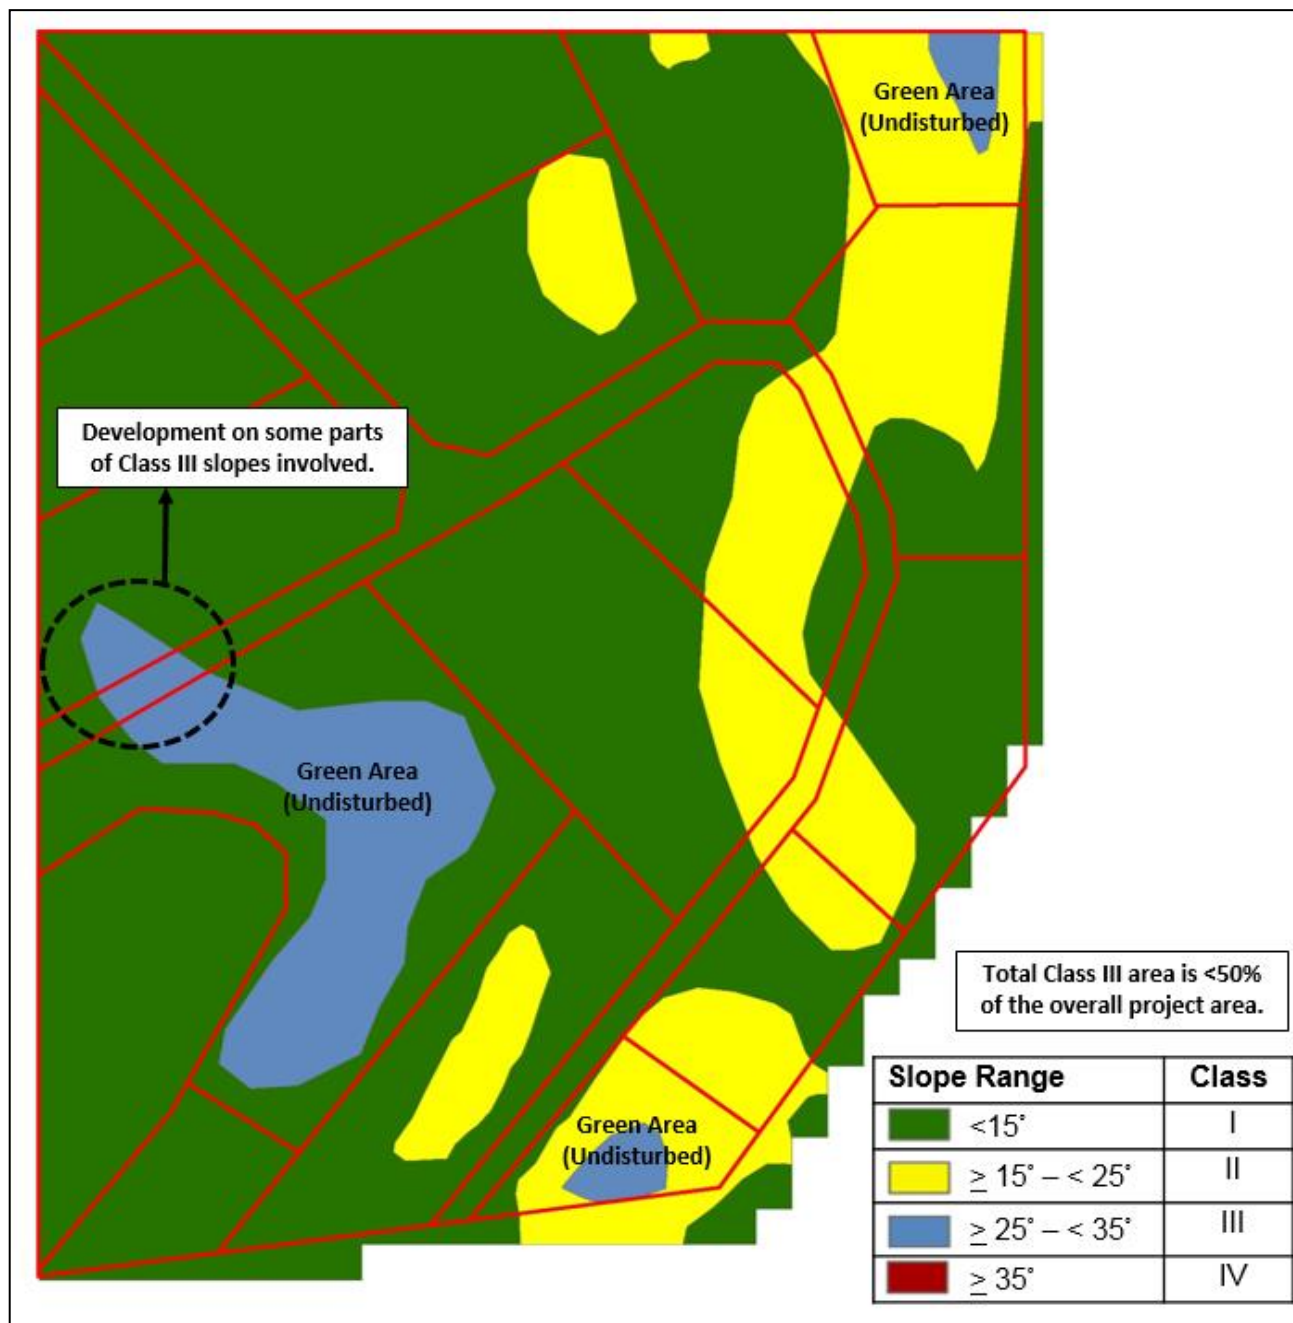 Green Area
(Undisturbed)
Development on some parts
of Class III slopes involved.
Green Area
(Undisturbed)
Total Class III area is <50%
of the overall project area.
Green Area
(Undisturbed)
Slope Range Class
<15° I
≥ 15° – < 25° II
≥ 25° – < 35° III
≥ 35° IV